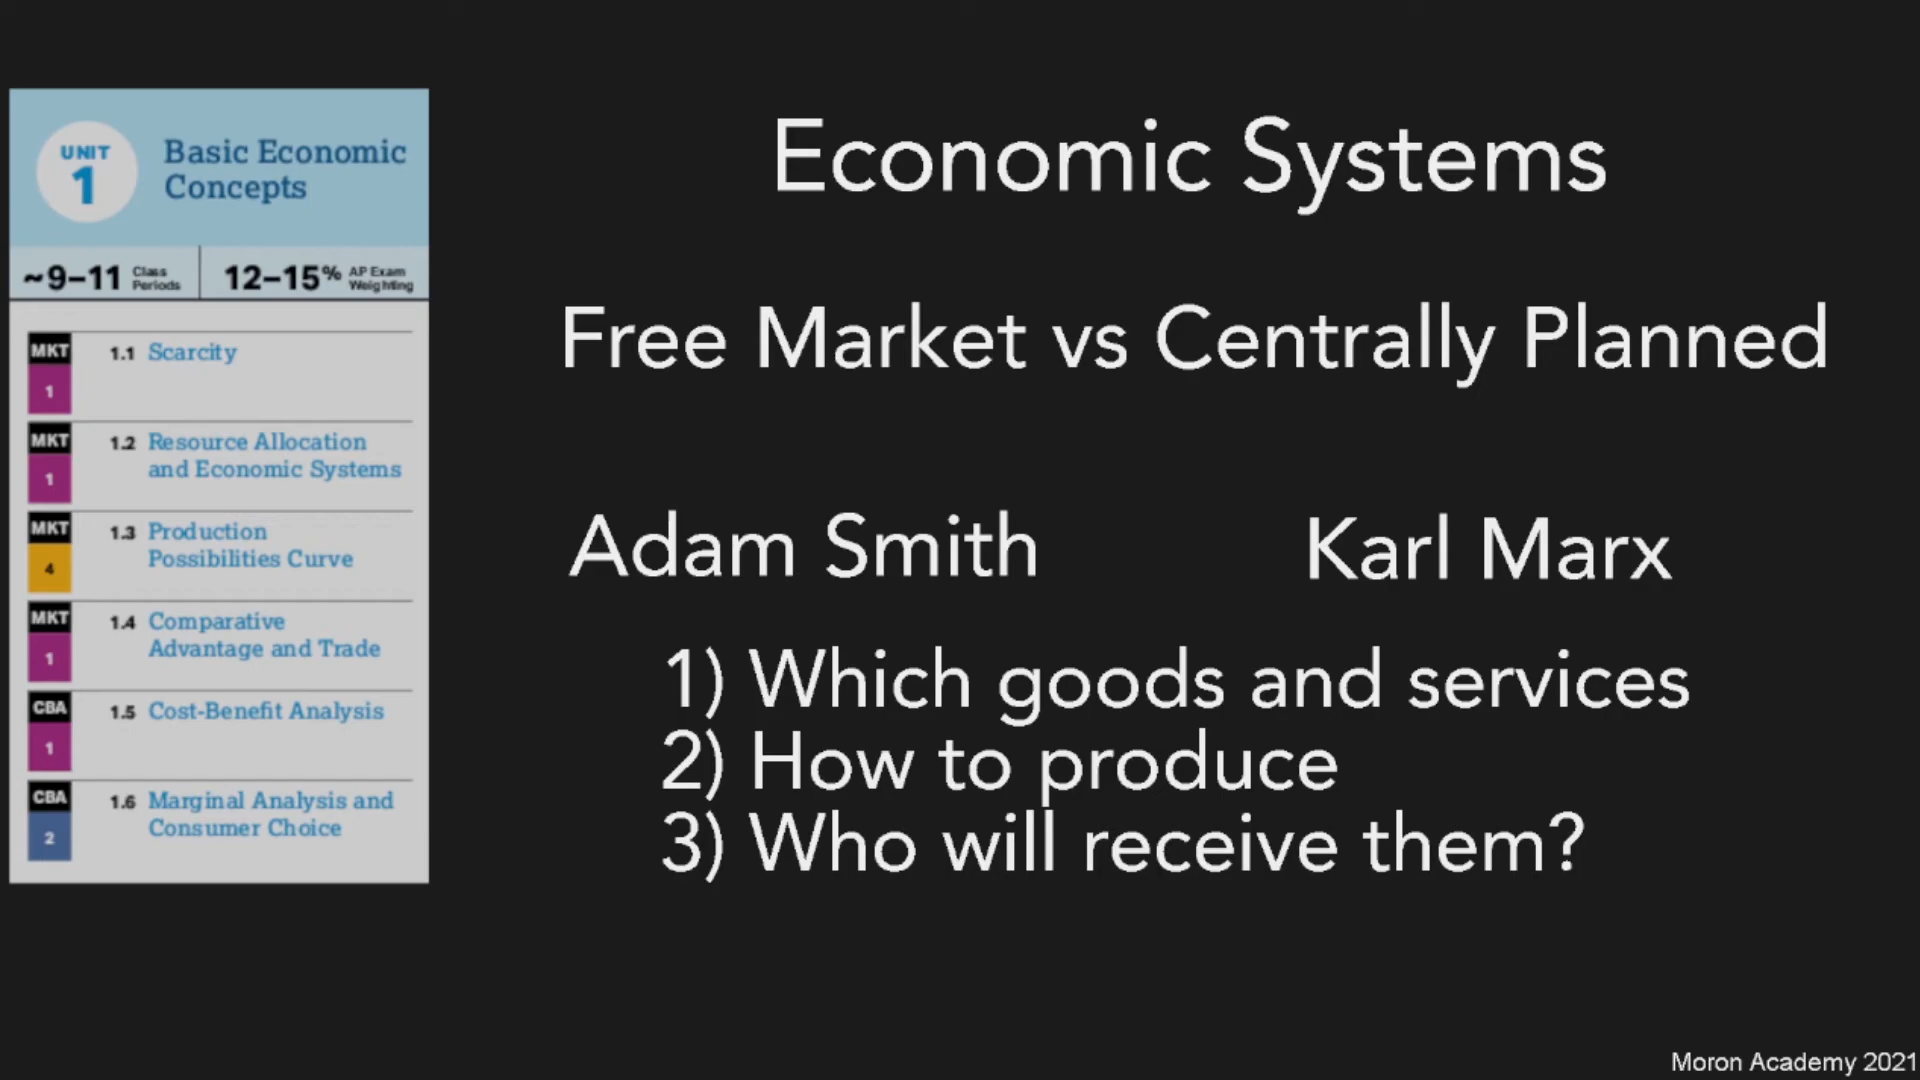 UNIT
1
Basic Economic
Concepts
~9–11 Class Periods
12–15% AP Exam Weighting
MKT
1
1.1 Scarcity
MKT
1
1.2 Resource Allocation
and Economic Systems
MKT
4
1.3 Production
Possibilities Curve
MKT
1
1.4 Comparative
Advantage and Trade
CBA
1
1.5 Cost-Benefit Analysis
CBA
2
1.6 Marginal Analysis and
Consumer Choice
Economic Systems
Free Market vs Centrally Planned
Adam Smith Karl Marx
1) Which goods and services
2) How to produce
3) Who will receive them?
Moron Academy 2021